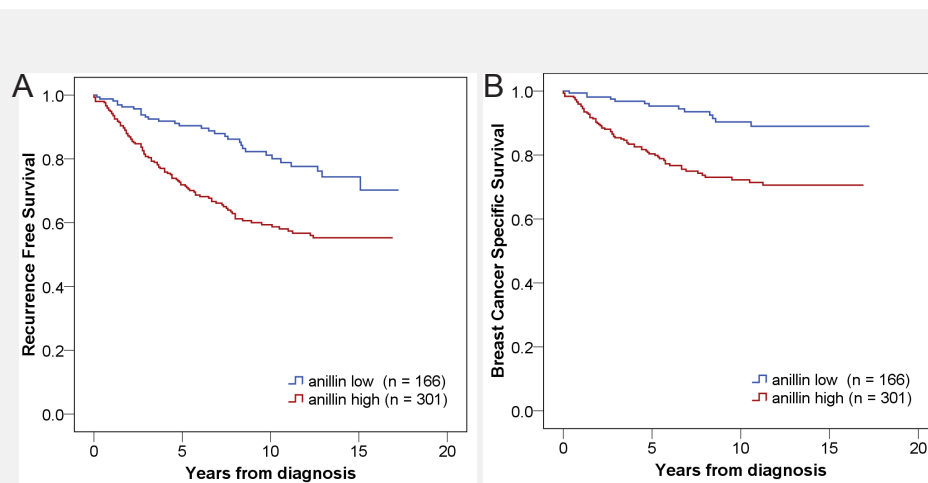 A
Recurrence Free Survival
1.0
0.8
0.6
0.4
0.2
0.0
anillin low (n = 166)
anillin high (n = 301)
0 5 10 15 20
Years from diagnosis
B
Breast Cancer Specific Survival
1.0
0.8
0.6
0.4
0.2
0.0
anillin low (n = 166)
anillin high (n = 301)
0 5 10 15 20
Years from diagnosis